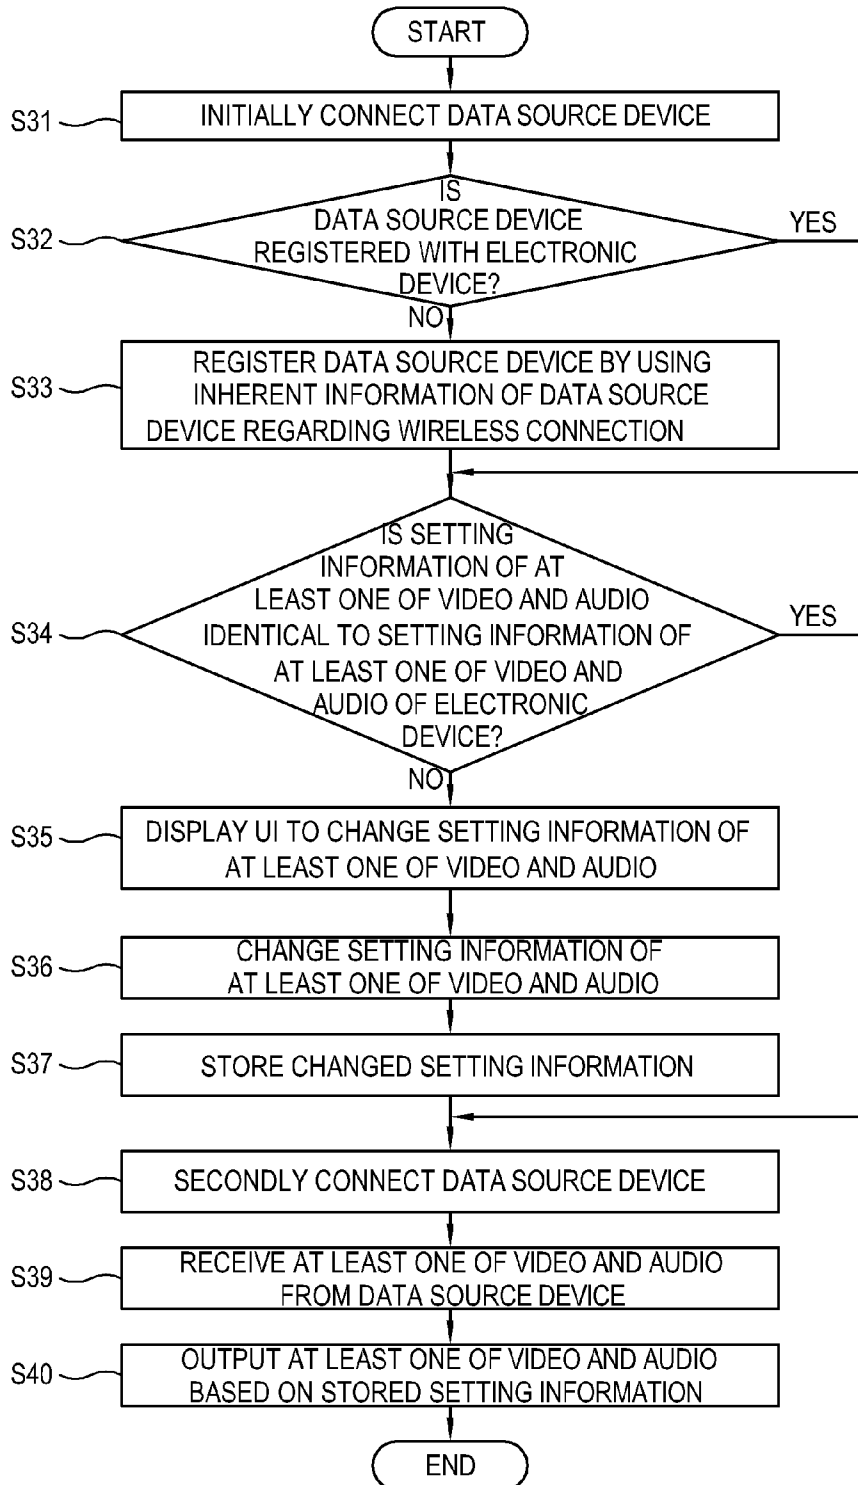 START
S31
INITIALLY CONNECT DATA SOURCE DEVICE
IS
DATA SOURCE DEVICE
REGISTERED WITH ELECTRONIC
DEVICE?
S32
YES
NO
S33
REGISTER DATA SOURCE DEVICE BY USING
INHERENT INFORMATION OF DATA SOURCE
DEVICE REGARDING WIRELESS CONNECTION
IS SETTING
INFORMATION OF AT
LEAST ONE OF VIDEO AND AUDIO
IDENTICAL TO SETTING INFORMATION OF
AT LEAST ONE OF VIDEO AND
AUDIO OF ELECTRONIC
DEVICE?
S34
YES
NO
S35
DISPLAY UI TO CHANGE SETTING INFORMATION OF
AT LEAST ONE OF VIDEO AND AUDIO
S36
CHANGE SETTING INFORMATION OF
AT LEAST ONE OF VIDEO AND AUDIO
S37
STORE CHANGED SETTING INFORMATION
S38
SECONDLY CONNECT DATA SOURCE DEVICE
S39
RECEIVE AT LEAST ONE OF VIDEO AND AUDIO
FROM DATA SOURCE DEVICE
S40
OUTPUT AT LEAST ONE OF VIDEO AND AUDIO
BASED ON STORED SETTING INFORMATION
END